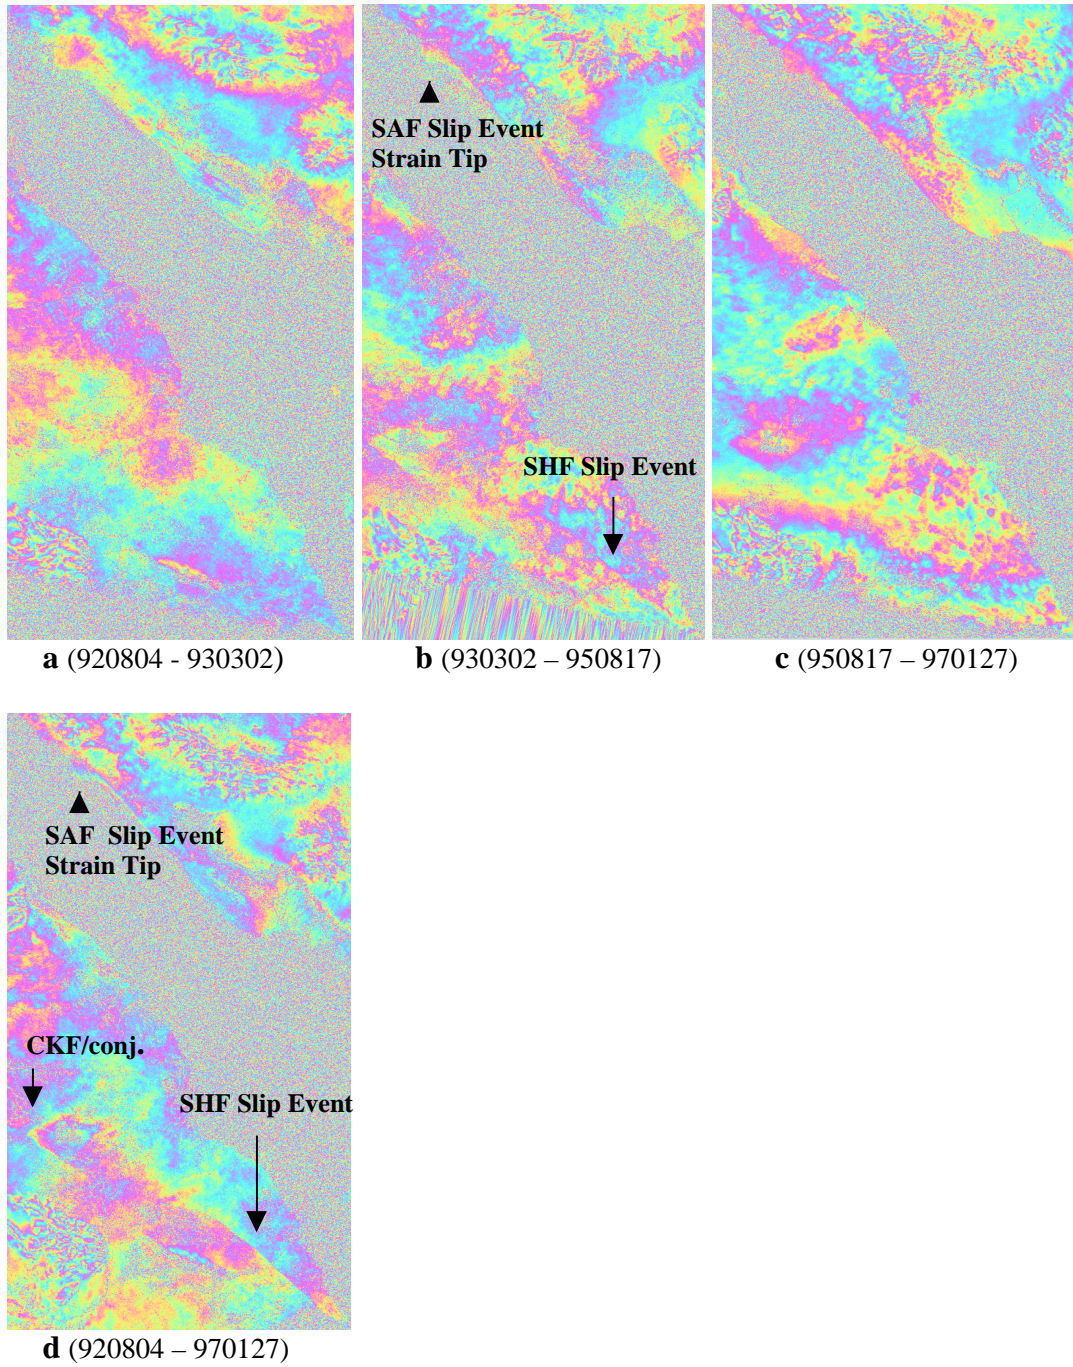 SAF Slip Event
Strain Tip
SHF Slip Event
a (920804 - 930302)
b (930302 – 950817)
c (950817 – 970127)
SAF Slip Event
Strain Tip
CKF/conj.
SHF Slip Event
d (920804 – 970127)